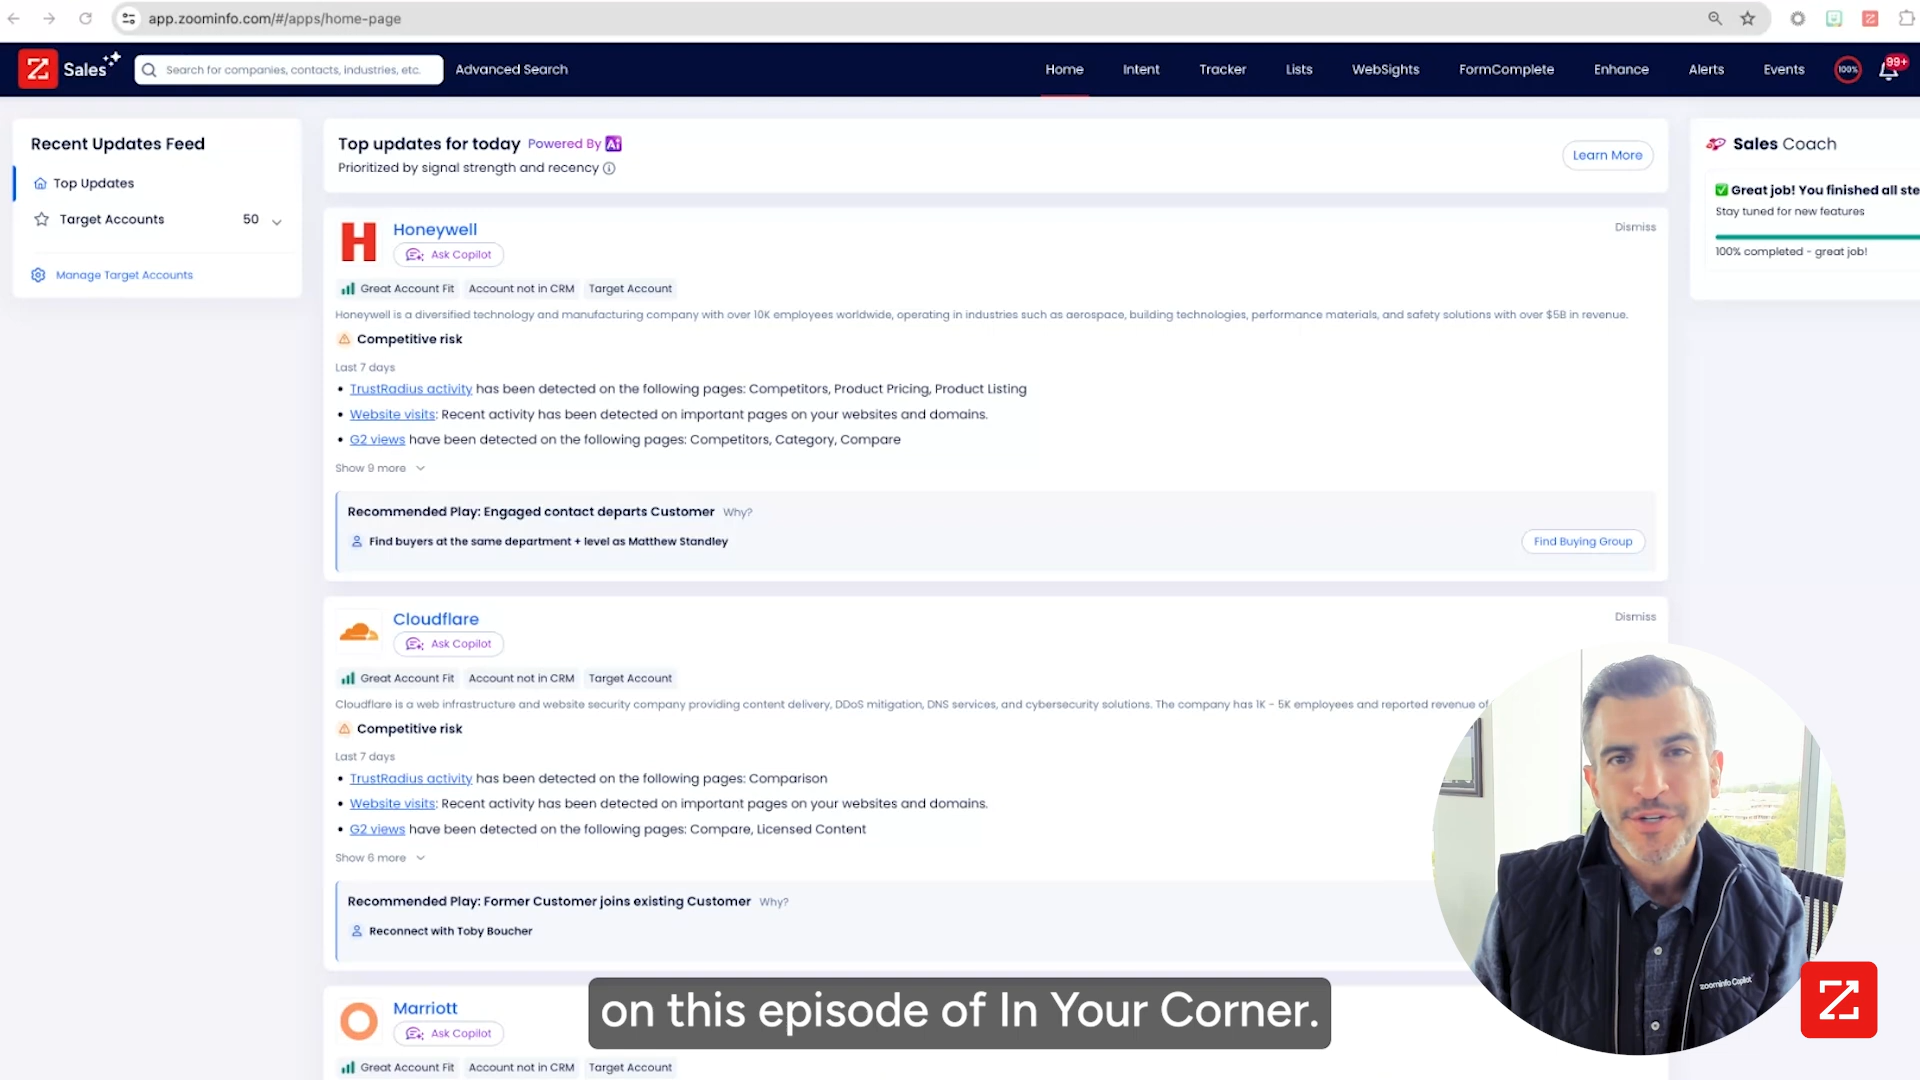 app.zoominfo.com/#/apps/home-page
Sales
Search for companies, contacts, industries, etc.
Advanced Search
Home
Intent
Tracker
Lists
WebSights
FormComplete
Enhance
Alerts
Events
100%
99+
Recent Updates Feed
Top Updates
Target Accounts 50
Manage Target Accounts
Top updates for today Powered By Ai
Prioritized by signal strength and recency
Learn More
Honeywell
Dismiss
Ask Copilot
Great Account Fit Account not in CRM Target Account
Honeywell is a diversified technology and manufacturing company with over 10K employees worldwide, operating in industries such as aerospace, building technologies, performance materials, and safety solutions with over $5B in revenue.
Competitive risk
Last 7 days
• TrustRadius activity has been detected on the following pages: Competitors, Product Pricing, Product Listing
• Website visits: Recent activity has been detected on important pages on your websites and domains.
• G2 views have been detected on the following pages: Competitors, Category, Compare
Show 9 more
Recommended Play: Engaged contact departs Customer Why?
Find buyers at the same department + level as Matthew Standley
Find Buying Group
Cloudflare
Dismiss
Ask Copilot
Great Account Fit Account not in CRM Target Account
Cloudflare is a web infrastructure and website security company providing content delivery, DDoS mitigation, DNS services, and cybersecurity solutions. The company has 1K - 5K employees and reported revenue of
Competitive risk
Last 7 days
• TrustRadius activity has been detected on the following pages: Comparison
• Website visits: Recent activity has been detected on important pages on your websites and domains.
• G2 views have been detected on the following pages: Compare, Licensed Content
Show 6 more
Recommended Play: Former Customer joins existing Customer Why?
Reconnect with Toby Boucher
Marriott
Ask Copilot
Great Account Fit Account not in CRM Target Account
Sales Coach
Great job! You finished all ste
Stay tuned for new features
100% completed - great job!
zoominfo Copilot
on this episode of In Your Corner.